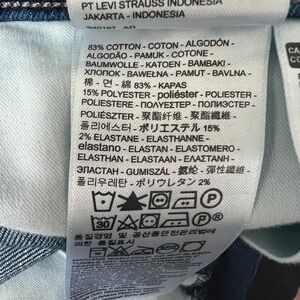 PT LEVI STRAUSS INDONESIA
JAKARTA - INDONESIA
83% COTTON - COTON - ALGODÓN -
ALGODÃO - PAMUK - COTONE -
BAUMWOLLE - KATOEN - BAMBAKI -
ХЛОПОК - BAWEŁNA - PAMUT - BAVLNA -
棉 - 면 - 綿 83% - KAPAS
15% POLYESTER - poliéster - POLIESTERE -
ПОЛИЭСТЕР -
POLIÉSZTER - 聚酯纤维 - 聚酯纖維 -
폴리에스터 - ポリエステル 15%
2% ELASTANE - ELASTHANNE -
elastano - ELASTAN - ELASTOMERO -
ELASTHAN - ELASTAAN -
ЭЛАСТАН - GUMISZÁL - 氨纶 - 彈性纖維 -
폴리우레탄 - ポリウレタン 2%
P
30
P